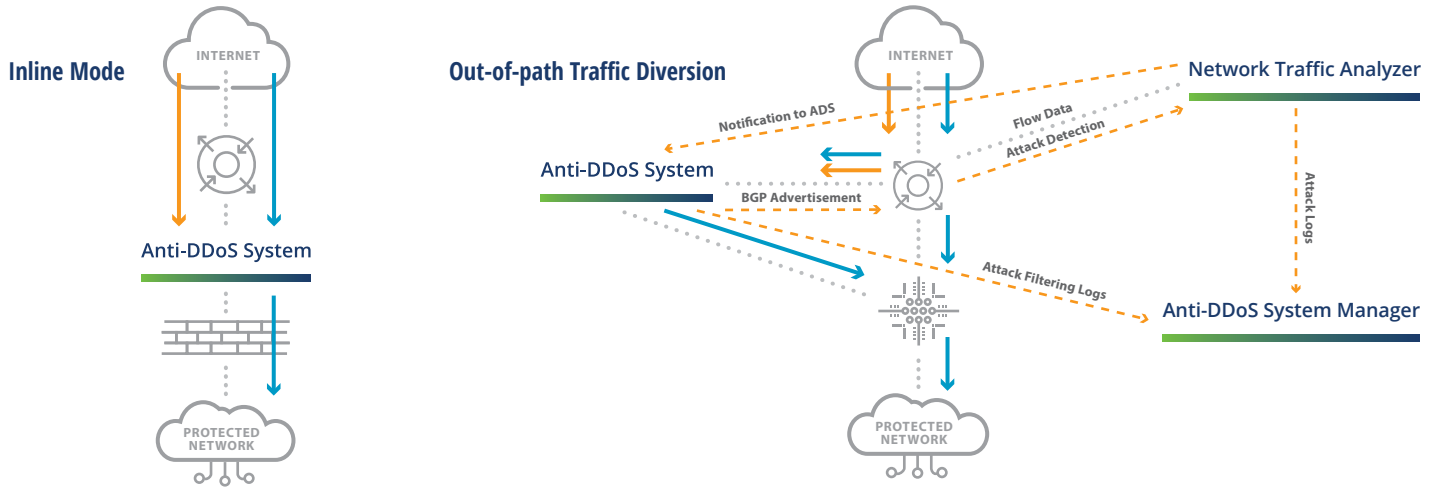 Inline Mode
INTERNET
Anti-DDoS System
PROTECTED
NETWORK
Out-of-path Traffic Diversion
INTERNET
Network Traffic Analyzer
Notification to ADS
Flow Data
Attack Detection
Anti-DDoS System
BGP Advertisement
Attack Logs
Attack Filtering Logs
Anti-DDoS System Manager
PROTECTED
NETWORK